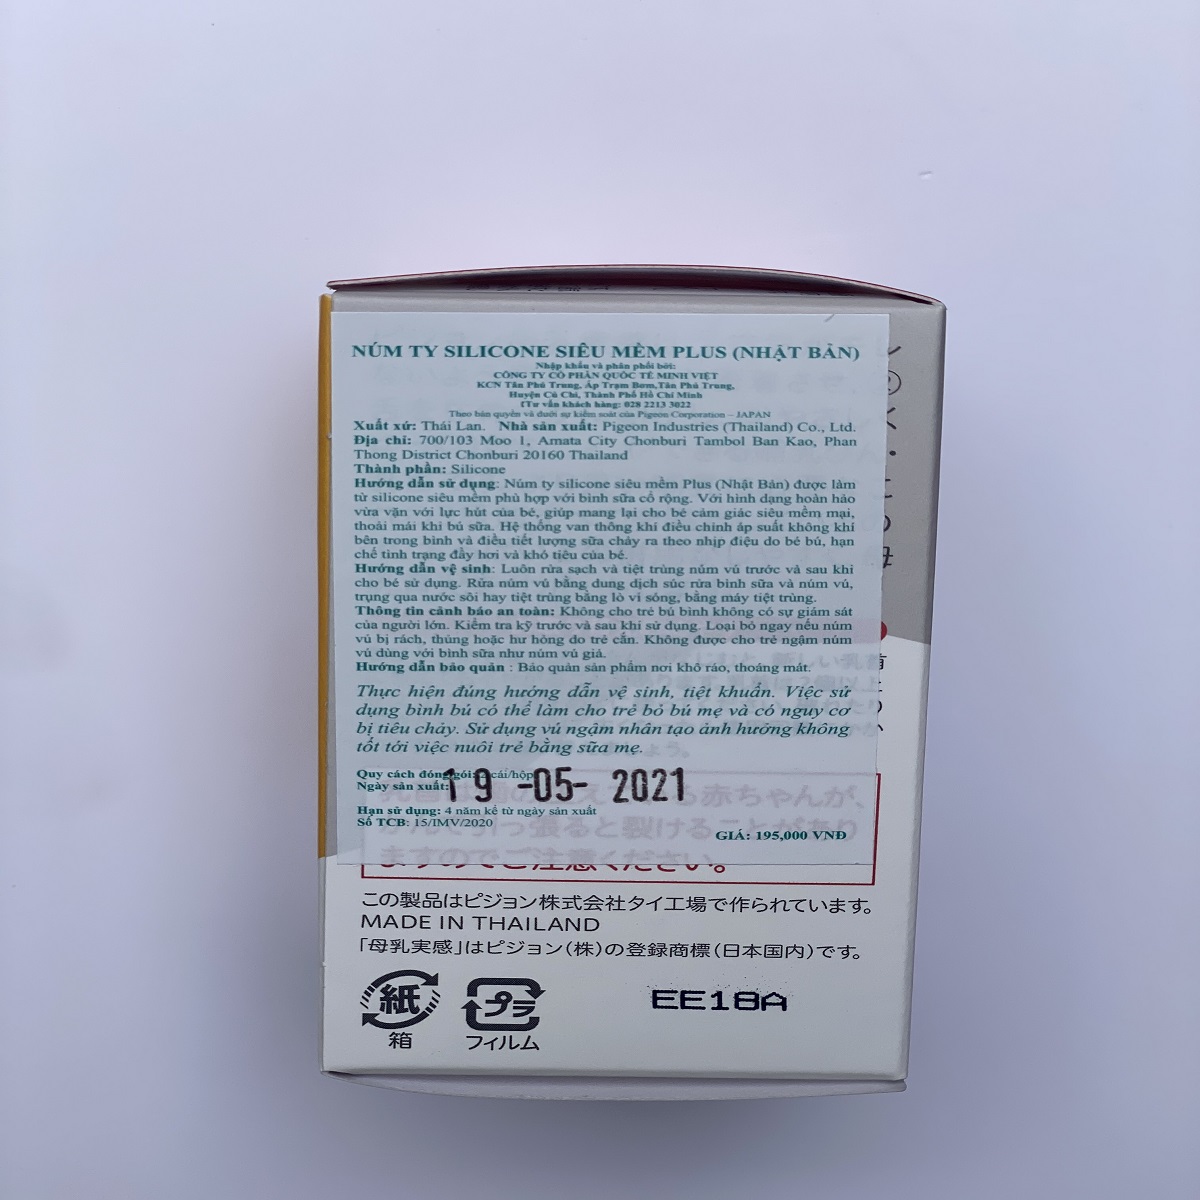 NÚM TY SILICONE SIÊU MỀM PLUS (NHẬT BẢN)
Nhập khẩu và phân phối bởi:
CÔNG TY CỔ PHẦN QUỐC TẾ MINH VIỆT
KCN Tân Phú Trung, Ấp Trạm Bơm,Tân Phú Trung,
Huyện Củ Chi, Thành Phố Hồ Chí Minh
(Tư vấn khách hàng: 028 2213 3022
Theo bản quyền và dưới sự kiểm soát của Pigeon Corporation – JAPAN
Xuất xứ: Thái Lan. Nhà sản xuất: Pigeon Industries (Thailand) Co., Ltd.
Địa chỉ: 700/103 Moo 1, Amata City Chonburi Tambol Ban Kao, Phan
Thong District Chonburi 20160 Thailand
Thành phần: Silicone
Hướng dẫn sử dụng: Núm ty silicone siêu mềm Plus (Nhật Bản) được làm
từ silicone siêu mềm phù hợp với bình sữa cổ rộng. Với hình dạng hoàn hảo
vừa vặn với lực hút của bé, giúp mang lại cho bé cảm giác siêu mềm mại,
thoải mái khi bú sữa. Hệ thống van thông khí điều chỉnh áp suất không khí
bên trong bình và điều tiết lượng sữa chảy ra theo nhịp điệu do bé bú, hạn
chế tình trạng đầy hơi và khó tiêu của bé.
Hướng dẫn vệ sinh: Luôn rửa sạch và tiệt trùng núm vú trước và sau khi
cho bé sử dụng. Rửa núm vú bằng dung dịch súc rửa bình sữa và núm vú,
trụng qua nước sôi hay tiệt trùng bằng lò vi sóng, bằng máy tiệt trùng.
Thông tin cảnh báo an toàn: Không cho trẻ bú bình không có sự giám sát
của người lớn. Kiểm tra kỹ trước và sau khi sử dụng. Loại bỏ ngay nếu núm
vú bị rách, thủng hoặc hư hỏng do trẻ cắn. Không được cho trẻ ngậm núm
vú dùng với bình sữa như núm vú giả.
Hướng dẫn bảo quản : Bảo quản sản phẩm nơi khô ráo, thoáng mát.
Thực hiện đúng hướng dẫn vệ sinh, tiệt khuẩn. Việc sử
dụng bình bú có thể làm cho trẻ bỏ bú mẹ và có nguy cơ
bị tiêu chảy. Sử dụng vú ngậm nhân tạo ảnh hưởng không
tốt tới việc nuôi trẻ bằng sữa mẹ.
Quy cách đóng gói: cái/hộp
Ngày sản xuất: 19 -05- 2021
Hạn sử dụng: 4 năm kể từ ngày sản xuất
Số TCB: 15/IMV/2020
GIÁ: 195,000 VNĐ
ますのでご注意ください。
この製品はピジョン株式会社タイ工場で作られています。
MADE IN THAILAND
「母乳実感」はピジョン(株)の登録商標(日本国内)です。
紙
箱
プラ
フィルム
EE18A